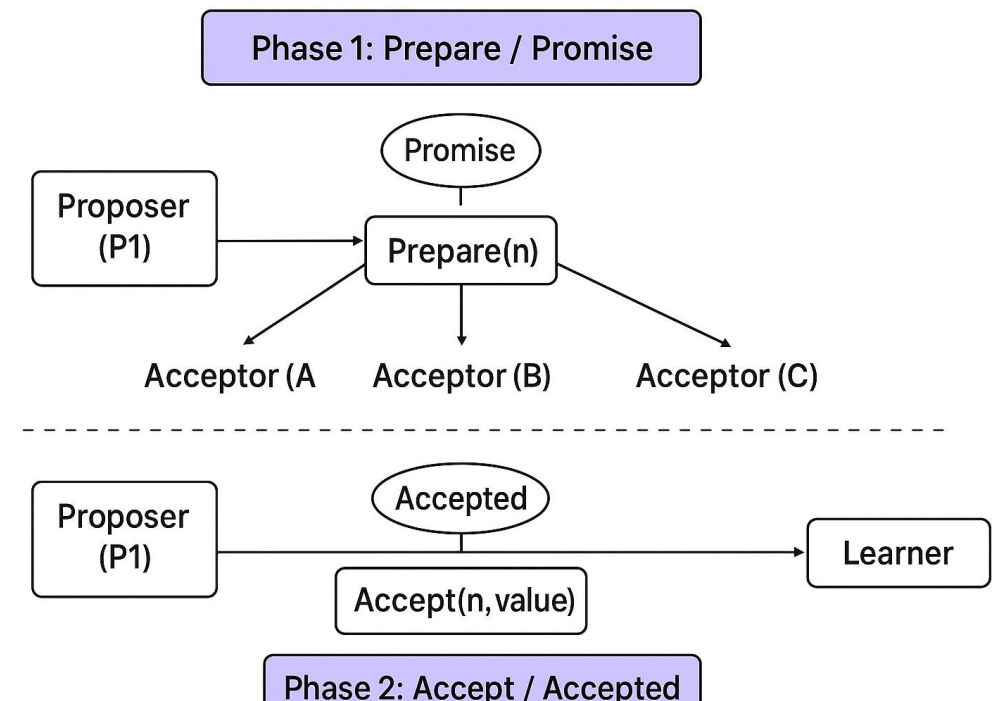 Phase 1: Prepare / Promise
Promise
Proposer
(P1)
Prepare(n)
Acceptor (A
Acceptor (B)
Acceptor (C)
Accepted
Proposer
(P1)
Learner
Accept(n,value)
Phase 2: Accept / Accepted